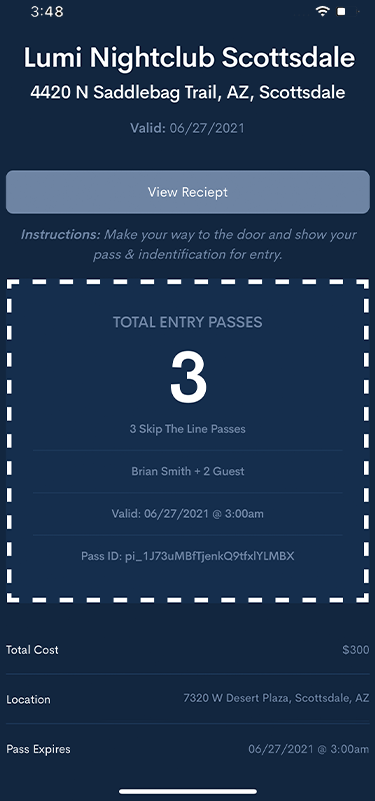 3:48
Lumi Nightclub Scottsdale
4420 N Saddlebag Trail, AZ, Scottsdale
Valid: 06/27/2021
View Reciept
Instructions: Make your way to the door and show your
pass & indentification for entry.
TOTAL ENTRY PASSES
3
3 Skip The Line Passes
Brian Smith + 2 Guest
Valid: 06/27/2021 @ 3:00am
Pass ID: pi_1J73uMBfTjenkQ9tfxlYLMBX
Total Cost $300
Location 7320 W Desert Plaza, Scottsdale, AZ
Pass Expires 06/27/2021 @ 3:00am